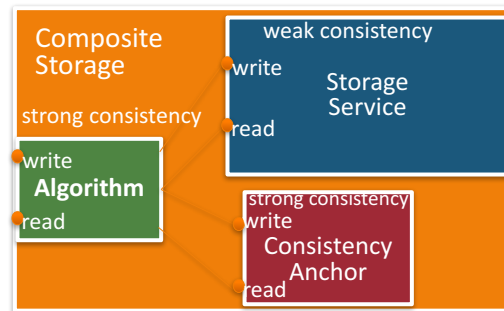 Composite
Storage
strong consistency
write
Algorithm
read
weak consistency
write
Storage
Service
read
strong consistency
write
Consistency
Anchor
read